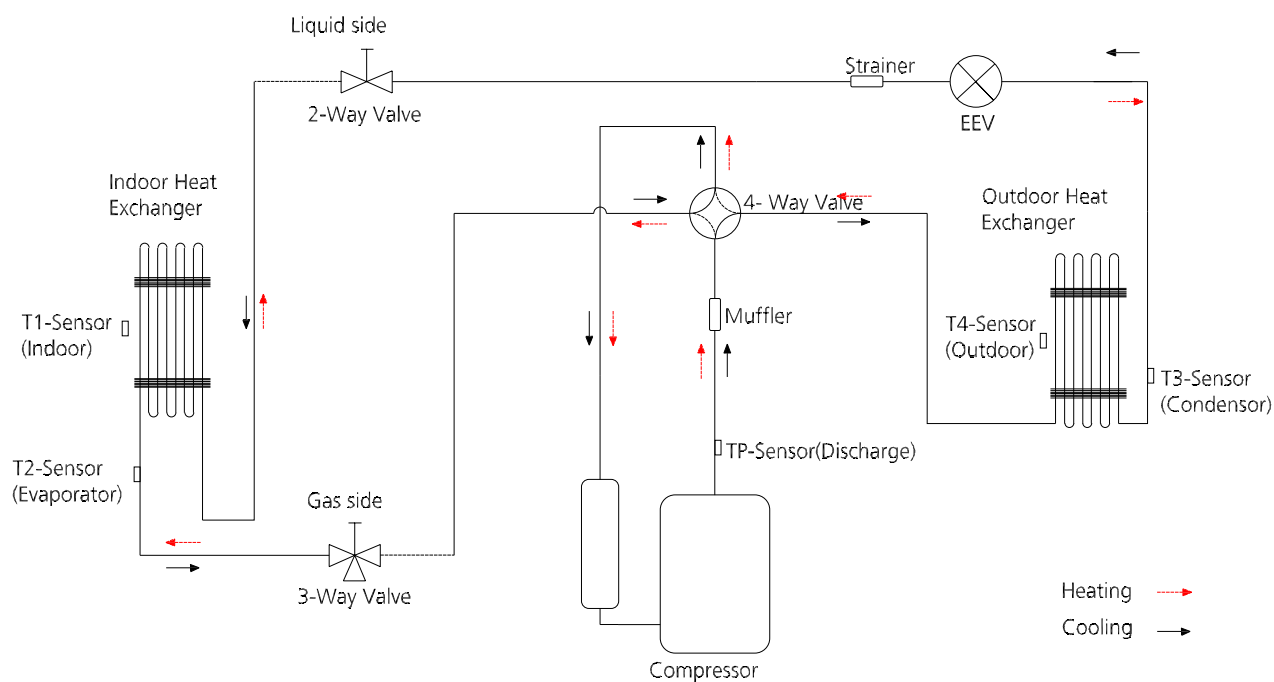 Liquid side
2-Way Valve
Strainer
EEV
Indoor Heat
Exchanger
4- Way Valve
Outdoor Heat
Exchanger
T1-Sensor
(Indoor)
Muffler
T4-Sensor
(Outdoor)
T3-Sensor
(Condensor)
TP-Sensor(Discharge)
T2-Sensor
(Evaporator)
Gas side
3-Way Valve
Compressor
Heating
Cooling